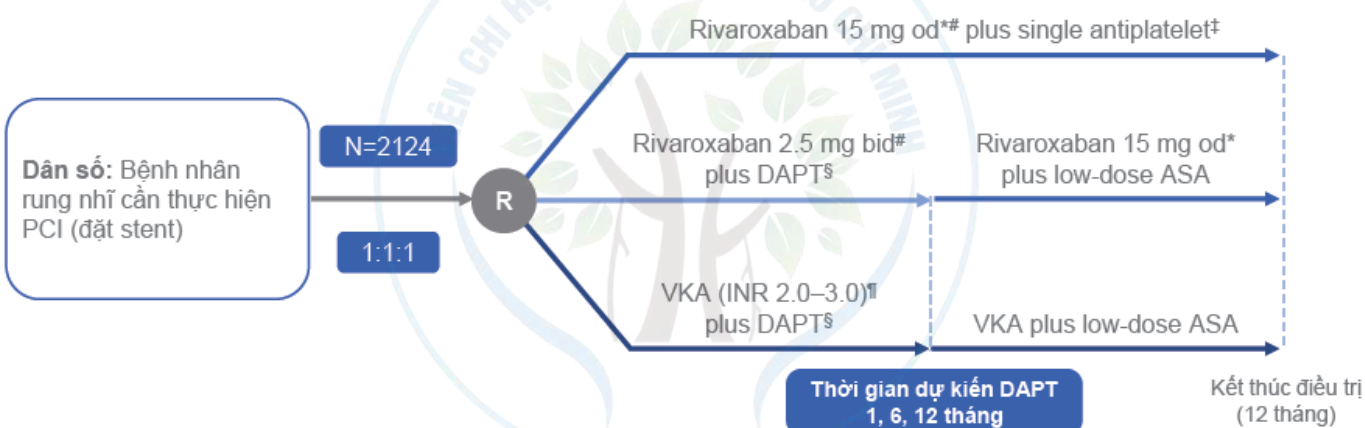 Rivaroxaban 15 mg od*# plus single antiplatelet‡
Dân số: Bệnh nhân
rung nhĩ cần thực hiện
PCI (đặt stent)
N=2124
1:1:1
R
Rivaroxaban 2.5 mg bid#
plus DAPT§
Rivaroxaban 15 mg od*
plus low-dose ASA
VKA (INR 2.0–3.0)¶
plus DAPT§
VKA plus low-dose ASA
Thời gian dự kiến DAPT
1, 6, 12 tháng
Kết thúc điều trị
(12 tháng)
CHI MINH